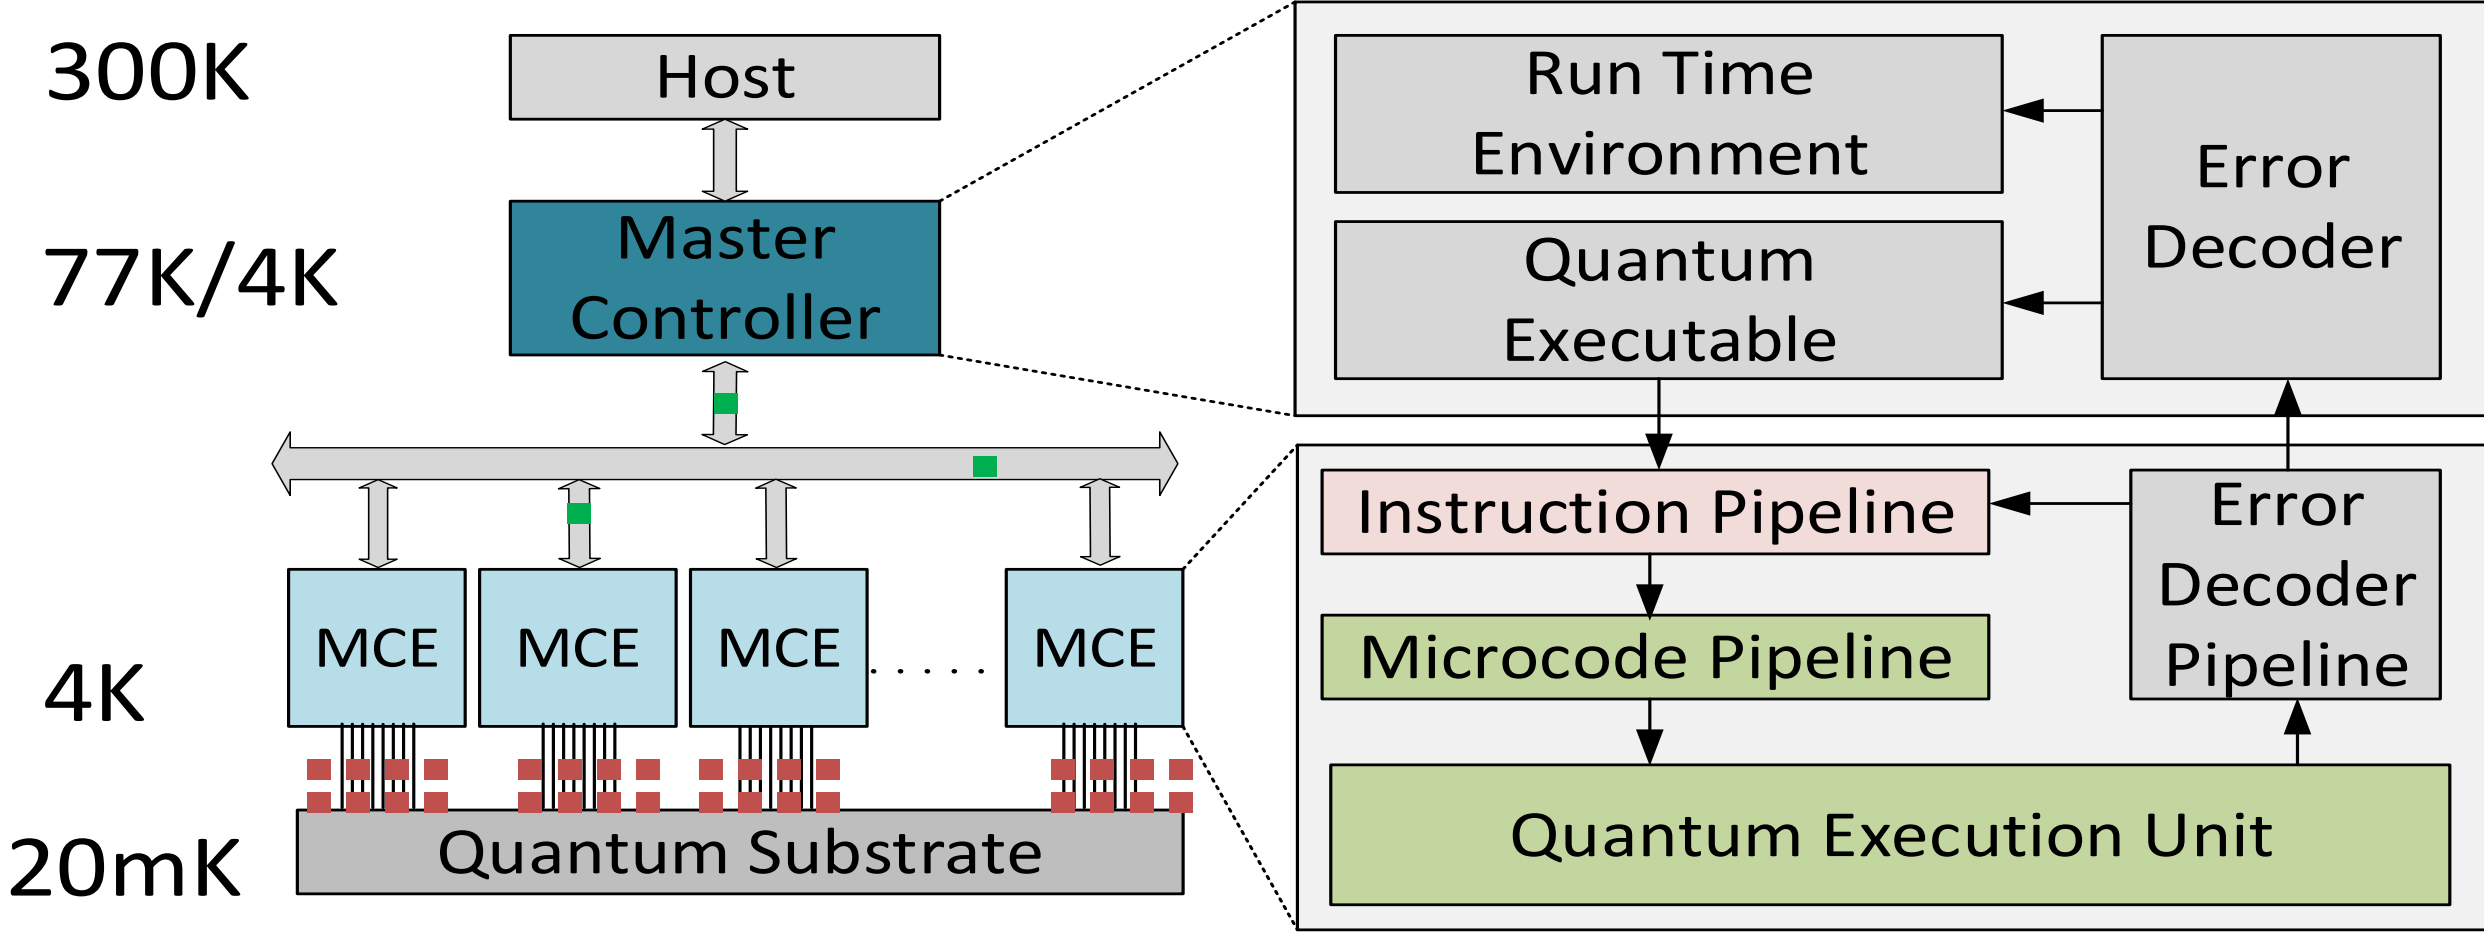 300K
Host
77K/4K
Master
Controller
4K
MCE
MCE
MCE
. . . . .
MCE
20mK
Quantum Substrate
Run Time
Environment
Quantum
Executable
Error
Decoder
Instruction Pipeline
Microcode Pipeline
Error
Decoder
Pipeline
Quantum Execution Unit